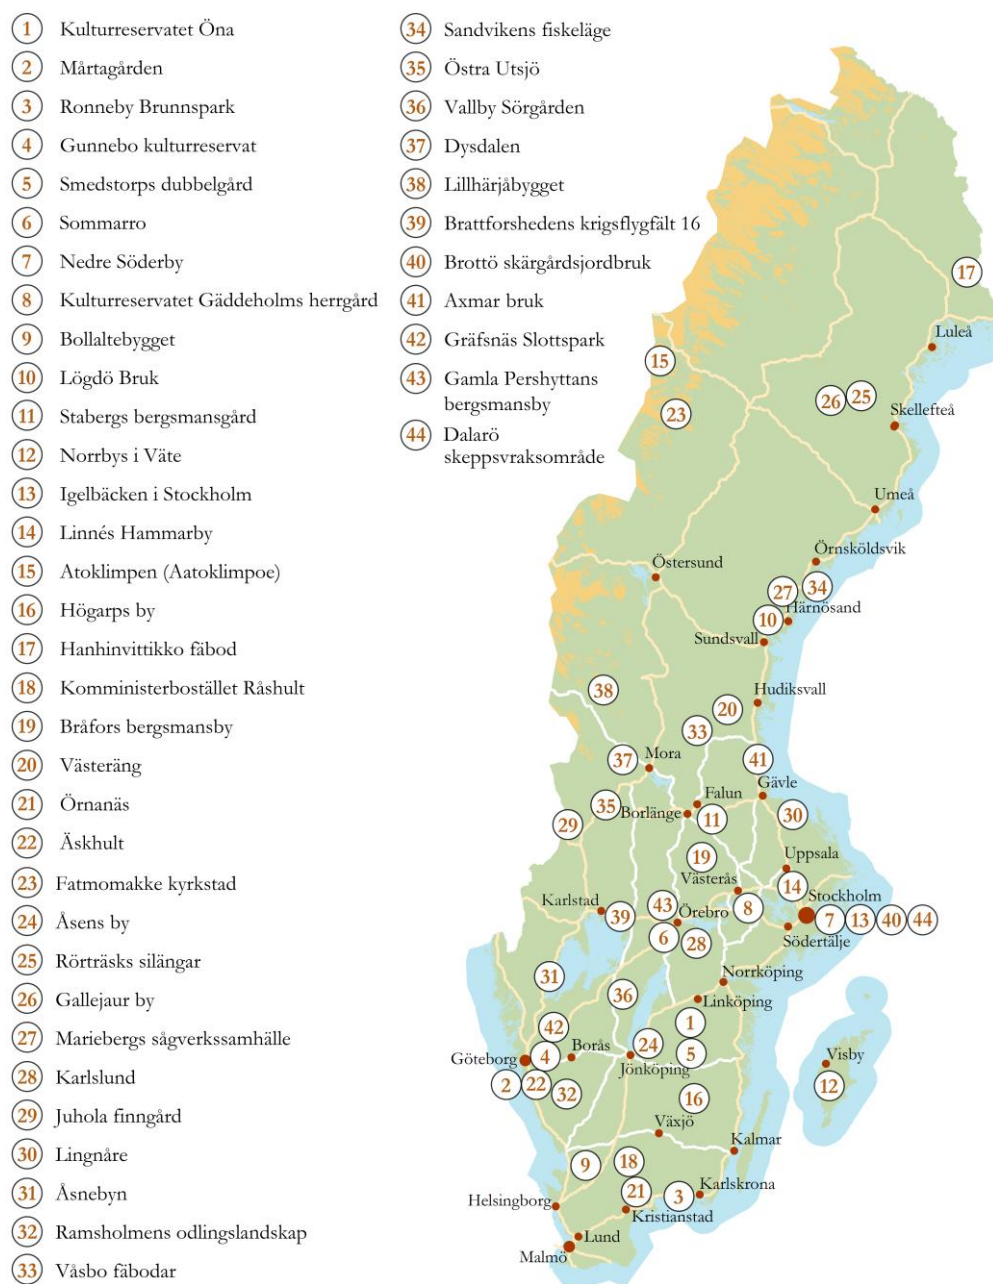 1 Kulturreservatet Öna
2 Mårtagården
3 Ronneby Brunnspark
4 Gunnebo kulturreservat
5 Smedstorps dubbelgård
6 Sommarro
7 Nedre Söderby
8 Kulturreservatet Gäddeholms herrgård
9 Bollaltebygget
10 Lögdö Bruk
11 Stabergs bergsmansgård
12 Norrbys i Väte
13 Igelbäcken i Stockholm
14 Linnés Hammarby
15 Atoklimpen (Aatoklimpoe)
16 Högarps by
17 Hanhinvittikko fäbod
18 Komministerbostället Råshult
19 Bråfors bergsmansby
20 Västeräng
21 Örnanäs
22 Äskhult
23 Fatmomakke kyrkstad
24 Åsens by
25 Rörträsks silängar
26 Gallejaur by
27 Mariebergs sågverkssamhälle
28 Karlslund
29 Juhola finngård
30 Lingnåre
31 Åsnebyn
32 Ramsholmens odlingslandskap
33 Våsbo fäbodar
34 Sandvikens fiskeläge
35 Östra Utsjö
36 Vallby Sörgården
37 Dysdalen
38 Lillhärjåbygget
39 Brattforshedens krigsflygfält 16
40 Brottö skärgårdsjordbruk
41 Axmar bruk
42 Gräfsnäs Slottspark
43 Gamla Pershyttans
bergsmansby
44 Dalarö
skeppsvraksområde
17
Luleå
15
26 25
23
Skellefteå
Umeå
Örnsköldsvik
Östersund
27 34
Härnösand
10
Sundsvall
38
Hudiksvall
20
33
Mora
37
41
Gävle
35
Falun
Borlänge
11
30
29
19
Uppsala
Västerås
14
Stockholm
Karlstad
39
43
Örebro
8
7 13 40 44
Södertälje
6 28
31
Norrköping
36
Linköping
1
42
Göteborg
4
Borås
24
Jönköping
5
Visby
12
2 22 32
16
Växjö
Kalmar
9
18
21
3
Karlskrona
Helsingborg
Kristianstad
Lund
Malmö